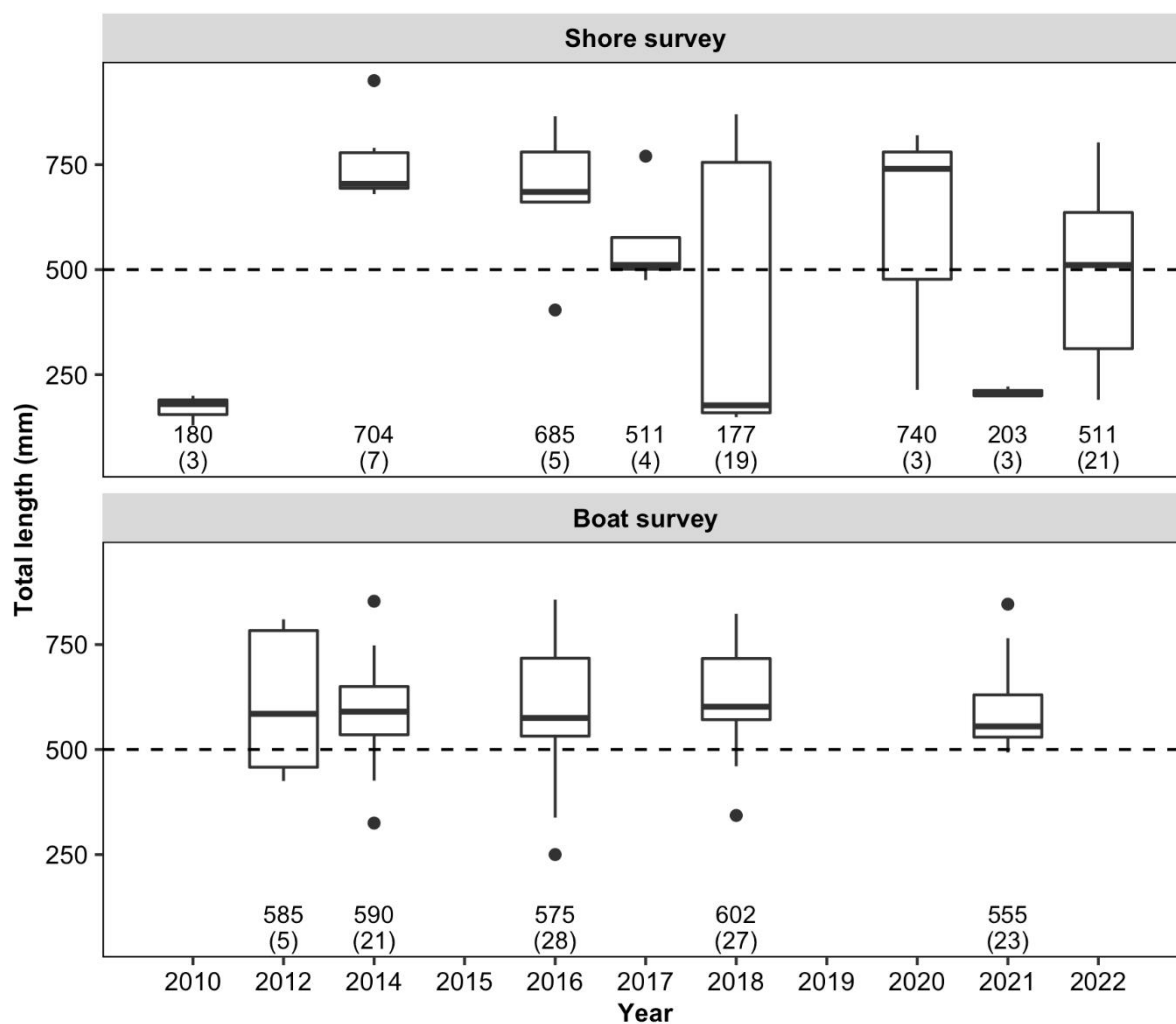 Shore survey
Total length (mm)
750
500
250
180 704 685 511 177 740 203 511
(3) (7) (5) (4) (19) (3) (3) (21)
Boat survey
750
500
250
585 590 575 602 555
(5) (21) (28) (27) (23)
2010 2012 2014 2015 2016 2017 2018 2019 2020 2021 2022
Year